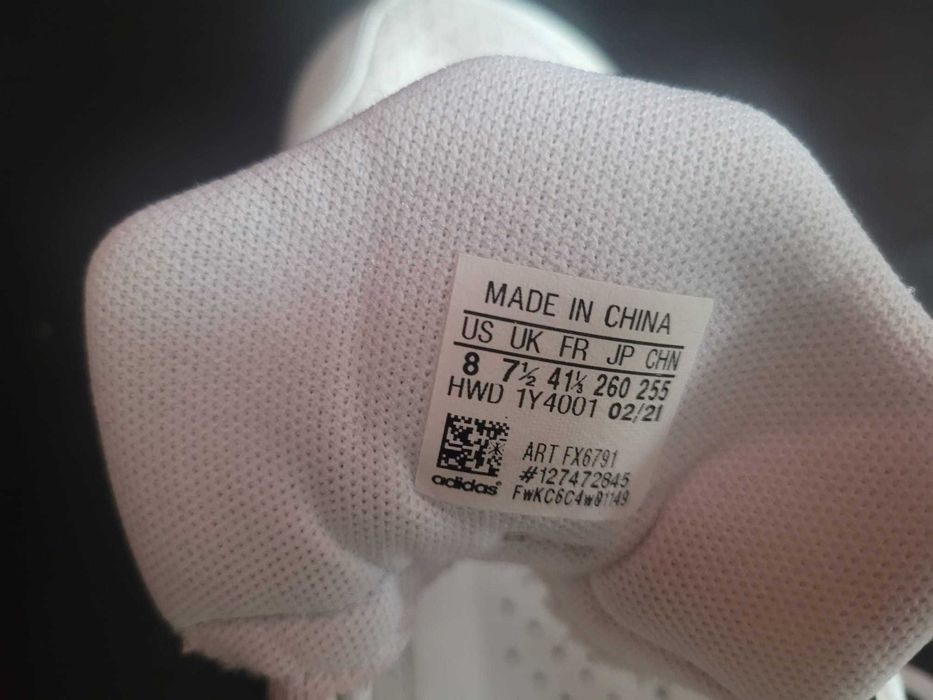 MADE IN CHINA
US UK FR JP CHN
8 7½ 41⅓ 260 255
HWD 1Y4001 02/21
ART FX6791
#127472845
adidas FwKC6C4wQ1149